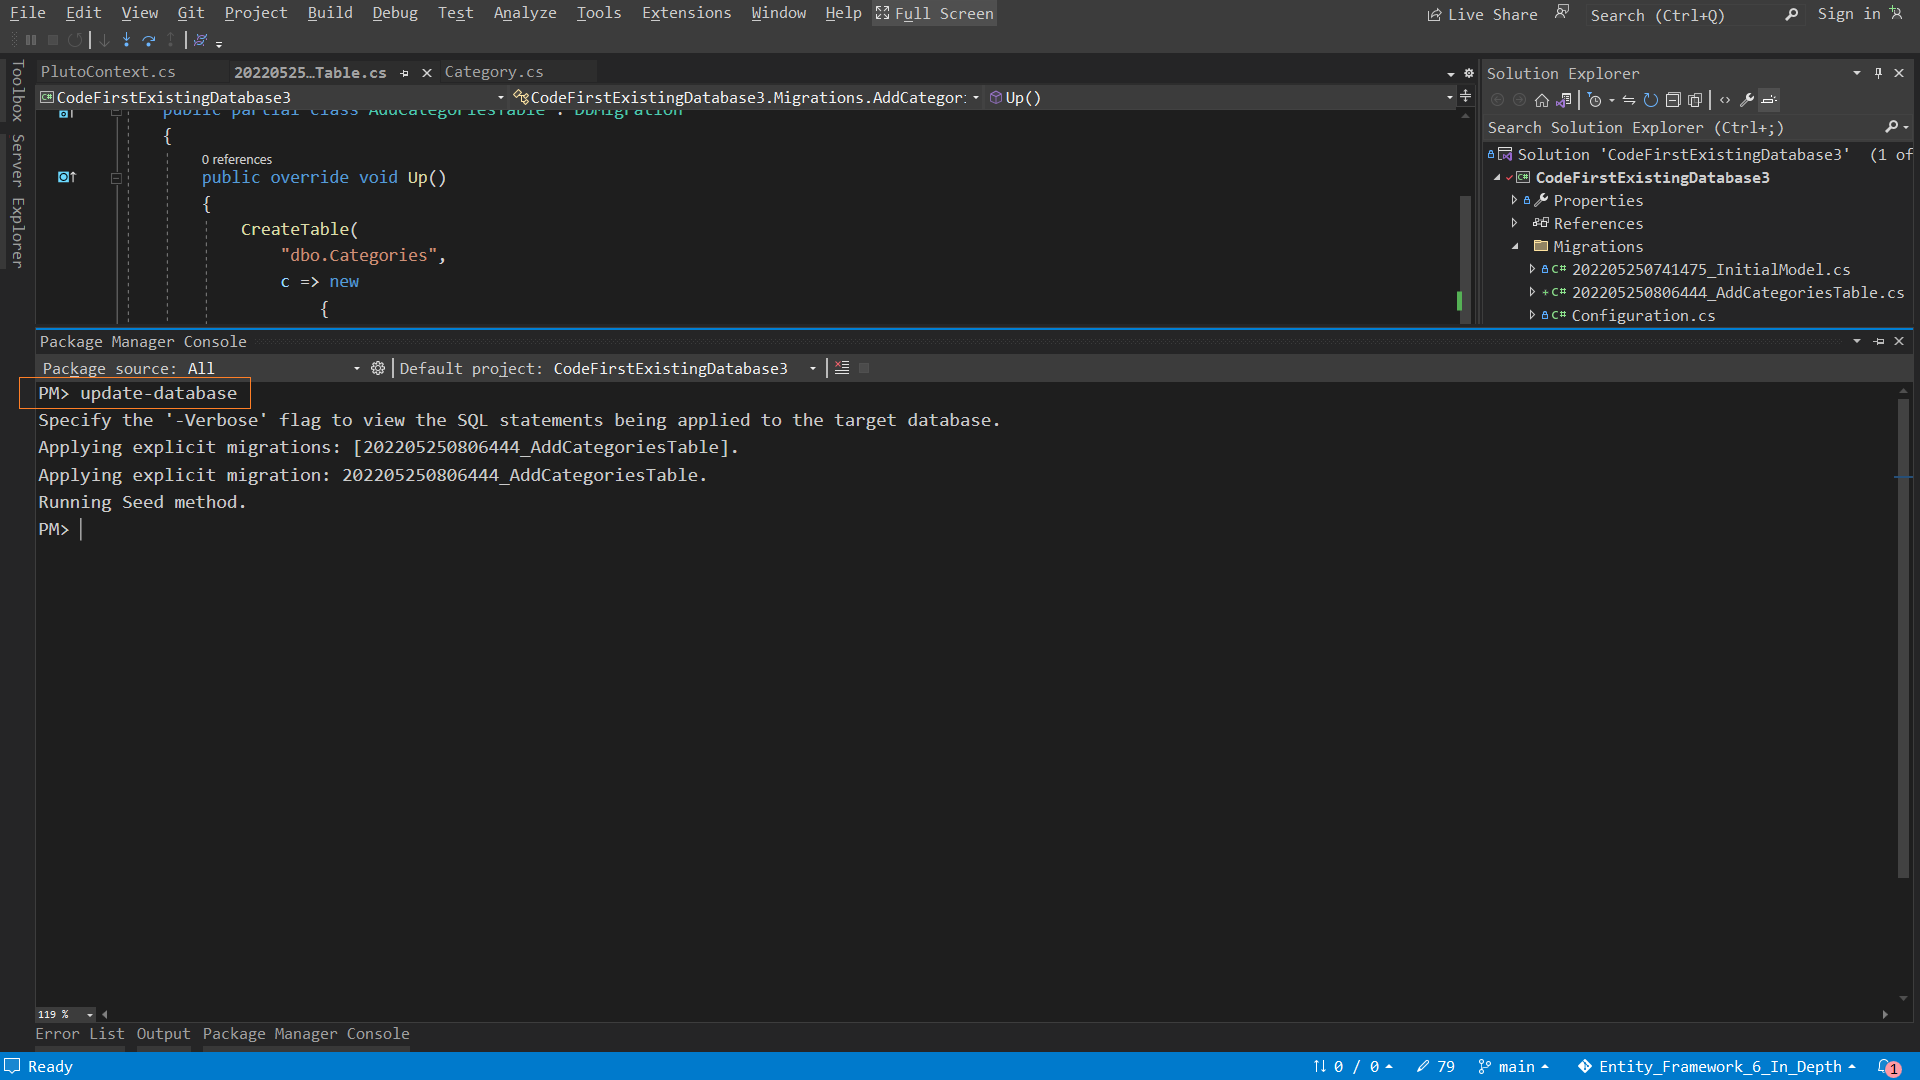 File Edit View Git Project Build Debug Test Analyze Tools Extensions Window Help Full Screen Live Share Search (Ctrl+Q) Sign in
Toolbox
Server Explorer
PlutoContext.cs 20220525…Table.cs Category.cs
CodeFirstExistingDatabase3 CodeFirstExistingDatabase3.Migrations.AddCategor: Up()
public partial class AddCategoriesTable : DbMigration
{
0 references
public override void Up()
{
CreateTable(
"dbo.Categories",
c => new
{
Solution Explorer
Search Solution Explorer (Ctrl+;)
Solution 'CodeFirstExistingDatabase3' (1 of
CodeFirstExistingDatabase3
Properties
References
Migrations
C# 202205250741475_InitialModel.cs
+ C# 202205250806444_AddCategoriesTable.cs
C# Configuration.cs
Package Manager Console
Package source: All Default project: CodeFirstExistingDatabase3
PM> update-database
Specify the '-Verbose' flag to view the SQL statements being applied to the target database.
Applying explicit migrations: [202205250806444_AddCategoriesTable].
Applying explicit migration: 202205250806444_AddCategoriesTable.
Running Seed method.
PM>
119 %
Error List Output Package Manager Console
Ready 0 / 0 79 main Entity_Framework_6_In_Depth 1